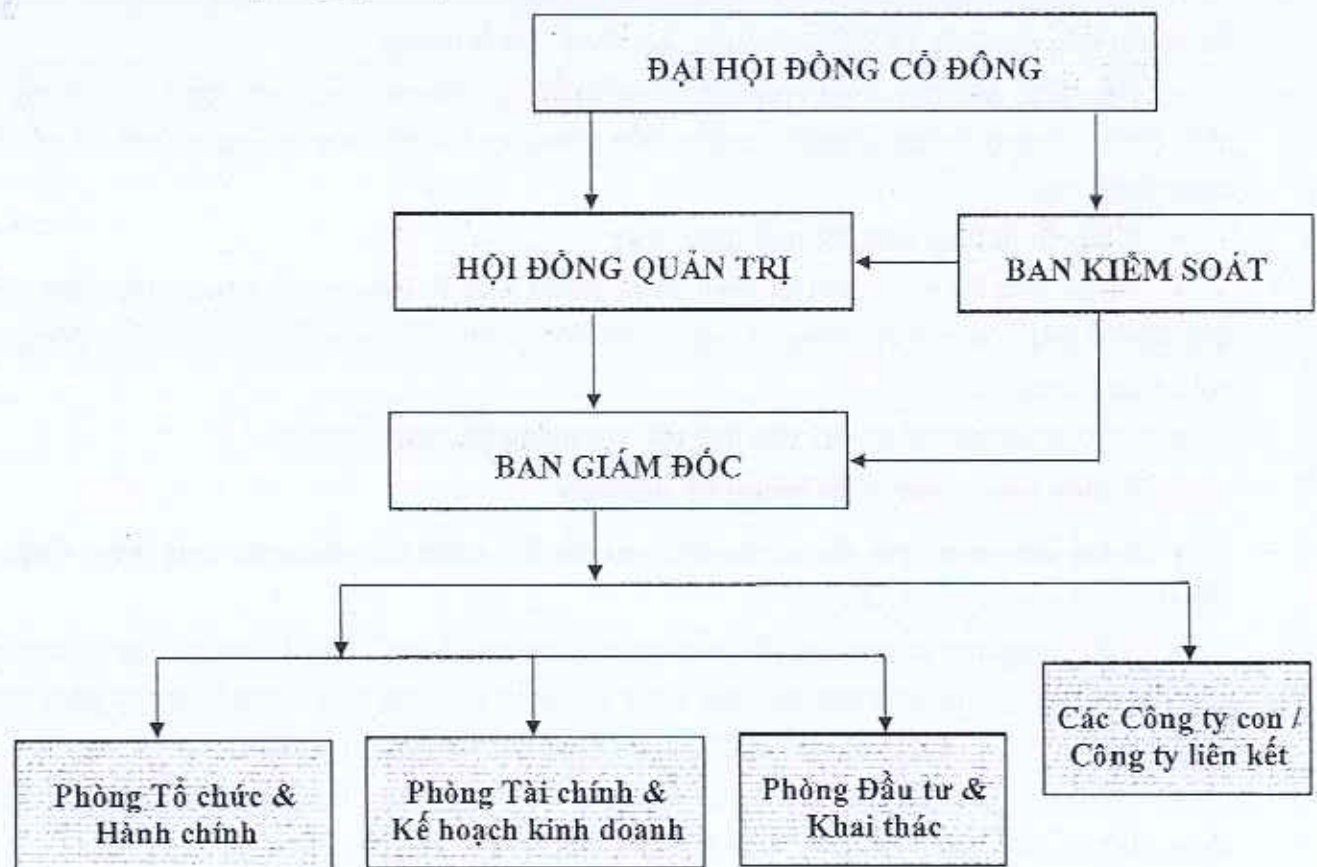 ĐẠI HỘI ĐỒNG CỔ ĐÔNG
HỘI ĐỒNG QUẢN TRỊ
BAN KIỂM SOÁT
BAN GIÁM ĐỐC
Các Công ty con /
Công ty liên kết
Phòng Tổ chức &
Hành chính
Phòng Tài chính &
Kế hoạch kinh doanh
Phòng Đầu tư &
Khai thác